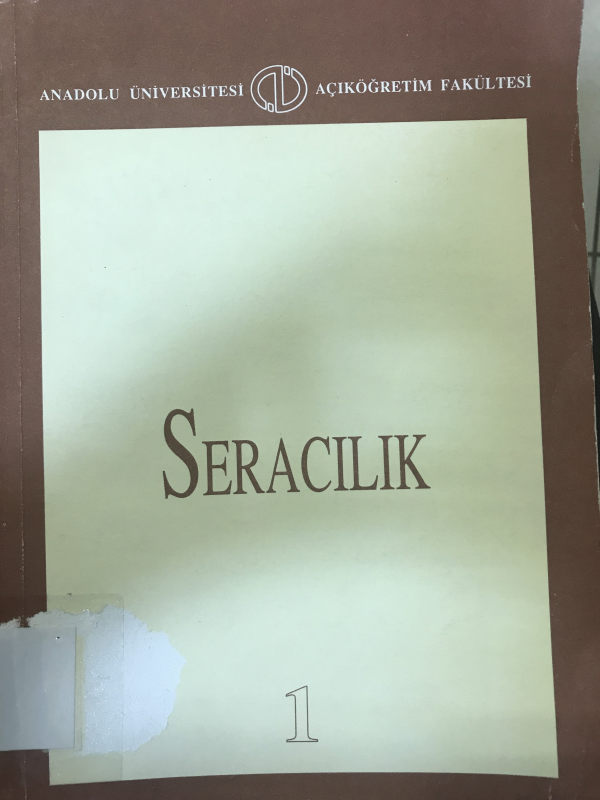 ANADOLU ÜNİVERSİTESİ AÇIKÖĞRETİM FAKÜLTESİ
SERACILIK
1